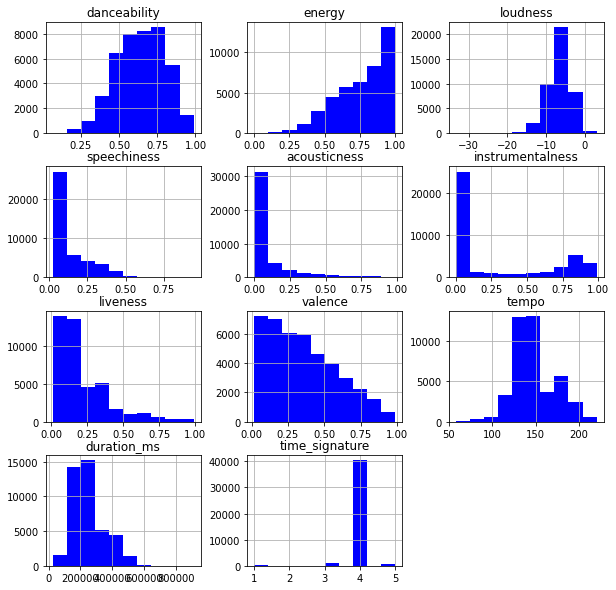 danceability energy loudness
8000 6000 4000 2000 0
0.25 0.50 0.75 1.00
10000 5000 0
0.00 0.25 0.50 0.75 1.00
20000 15000 10000 5000 0
−30 −20 −10 0
speechiness acousticness instrumentalness
20000 10000 0
0.00 0.25 0.50 0.75
30000 20000 10000 0
0.00 0.25 0.50 0.75 1.00
20000 10000 0
0.00 0.25 0.50 0.75 1.00
liveness valence tempo
10000 5000 0
0.00 0.25 0.50 0.75 1.00
6000 4000 2000 0
0.00 0.25 0.50 0.75 1.00
10000 5000 0
50 100 150 200
duration_ms time_signature
15000 10000 5000 0
0 200000 400000 600000 800000
40000 30000 20000 10000 0
1 2 3 4 5